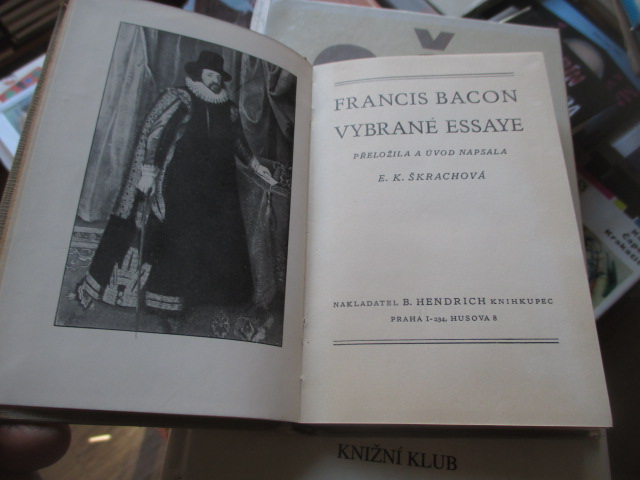 FRANCIS BACON
VYBRANÉ ESSAYE
PŘELOŽILA A ÚVOD NAPSALA
E. K. ŠKRACHOVÁ
NAKLADATEL B. HENDRICH KNIHKUPEC
PRAHA I-294, HUSOVA 8
KNIŽNÍ KLUB